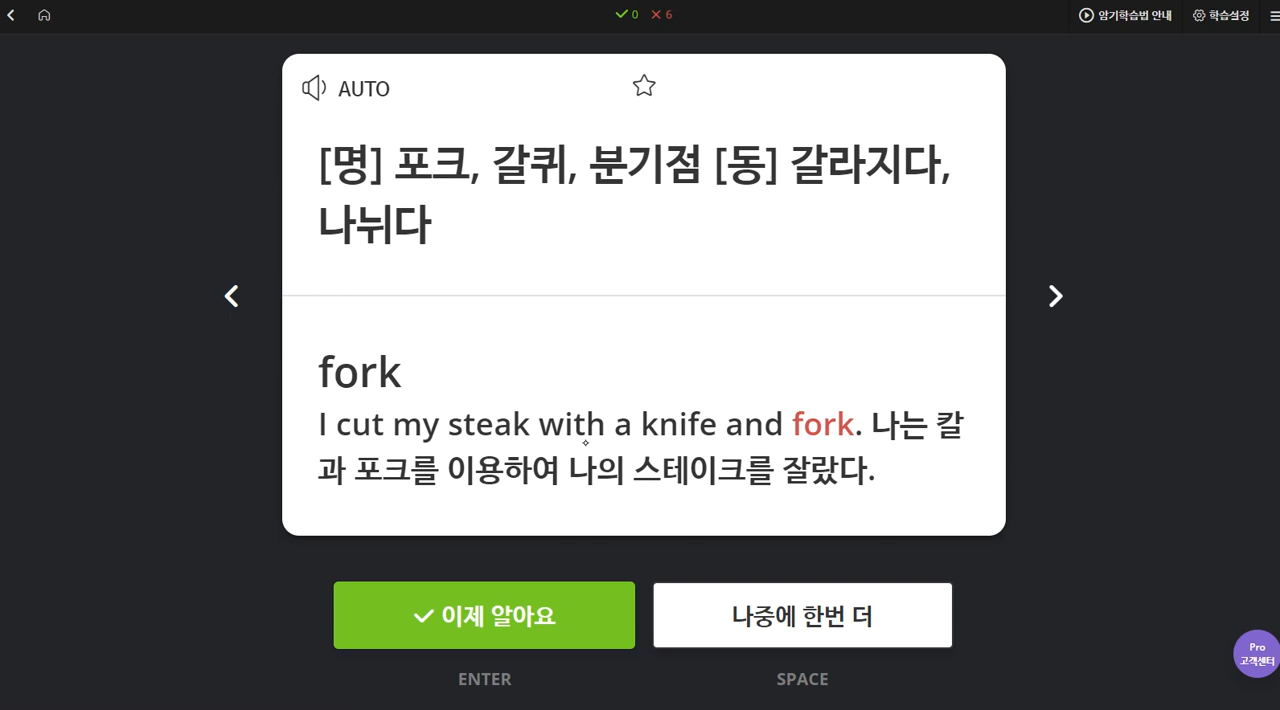 0 6
암기학습법 안내 학습설정
AUTO
[명] 포크, 갈퀴, 분기점 [동] 갈라지다,
나뉘다
fork
I cut my steak with a knife and fork. 나는 칼
과 포크를 이용하여 나의 스테이크를 잘랐다.
이제 알아요 나중에 한번 더
ENTER SPACE
Pro
고객센터